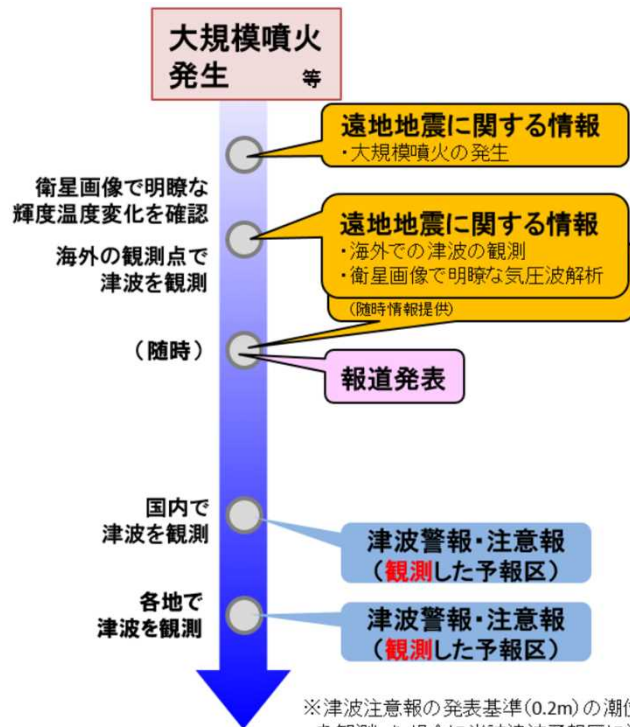 大規模噴火
発生 等
遠地地震に関する情報
・大規模噴火の発生
衛星画像で明瞭な
輝度温度変化を確認
海外の観測点で
津波を観測
遠地地震に関する情報
・海外での津波の観測
・衛星画像で明瞭な気圧波解析
(随時情報提供)
(随時)
報道発表
国内で
津波を観測
津波警報・注意報
(観測した予報区)
各地で
津波を観測
津波警報・注意報
(観測した予報区)
※津波注意報の発表基準(0.2m)の潮位